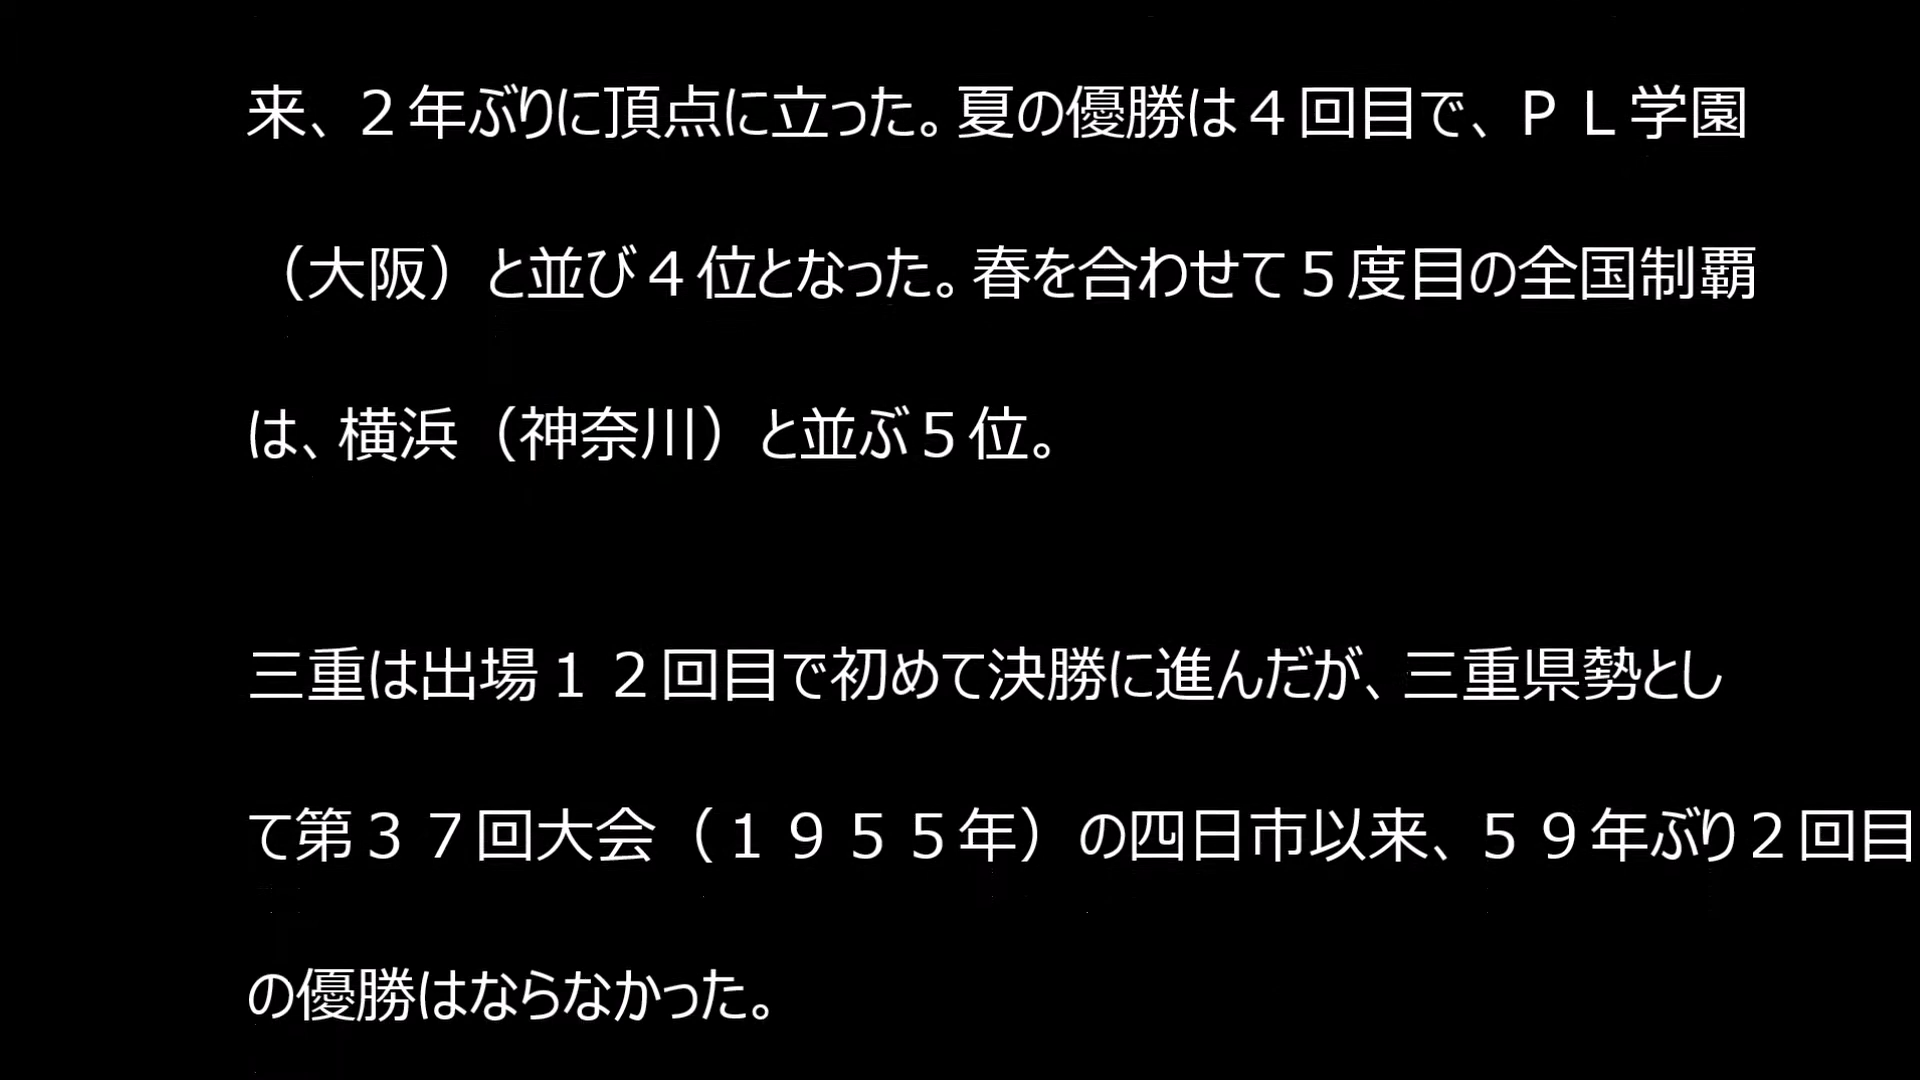 来、２年ぶりに頂点に立った。夏の優勝は４回目で、ＰＬ学園
（大阪）と並び４位となった。春を合わせて５度目の全国制覇
は、横浜（神奈川）と並ぶ５位。
三重は出場１２回目で初めて決勝に進んだが、三重県勢とし
て第３７回大会（１９５５年）の四日市以来、５９年ぶり２回目
の優勝はならなかった。